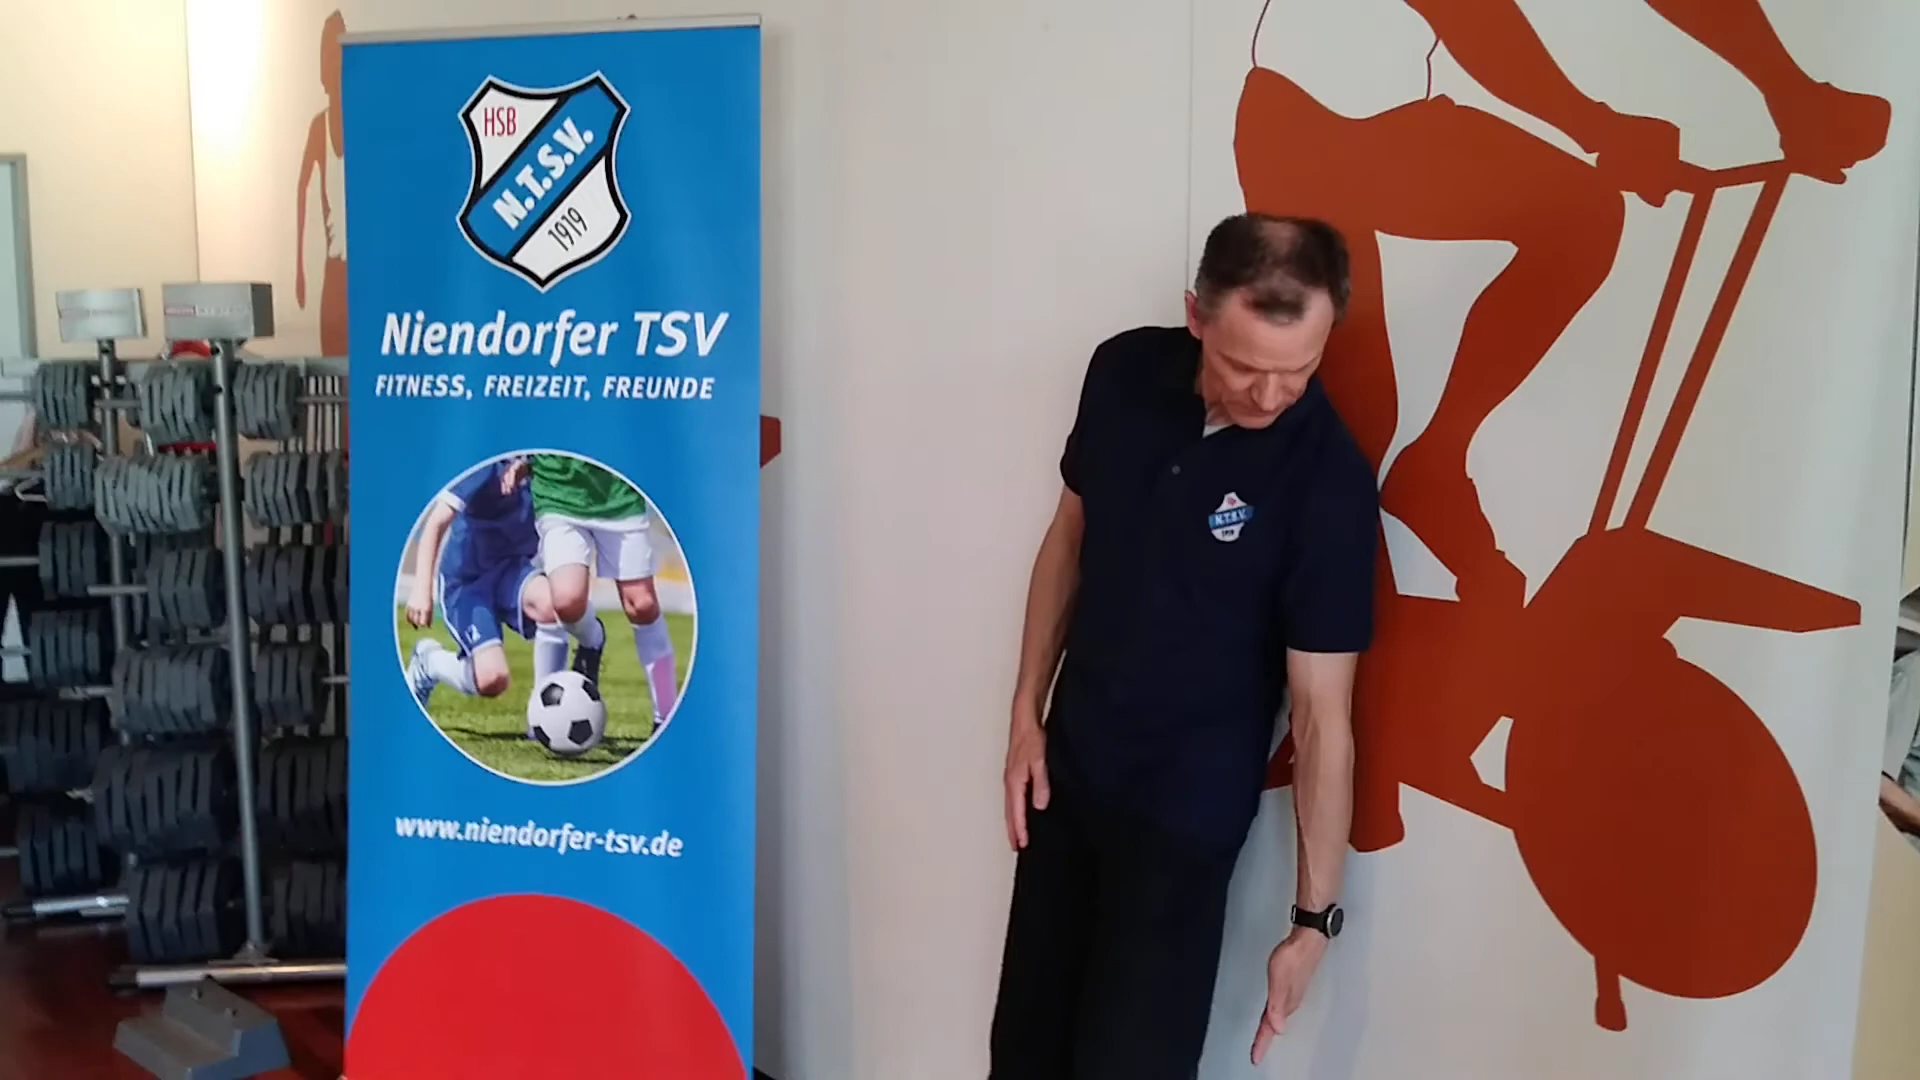 HSB
N.T.S.V.
1919
Niendorfer TSV
FITNESS, FREIZEIT, FREUNDE
www.niendorfer-tsv.de
N.T.S.V.